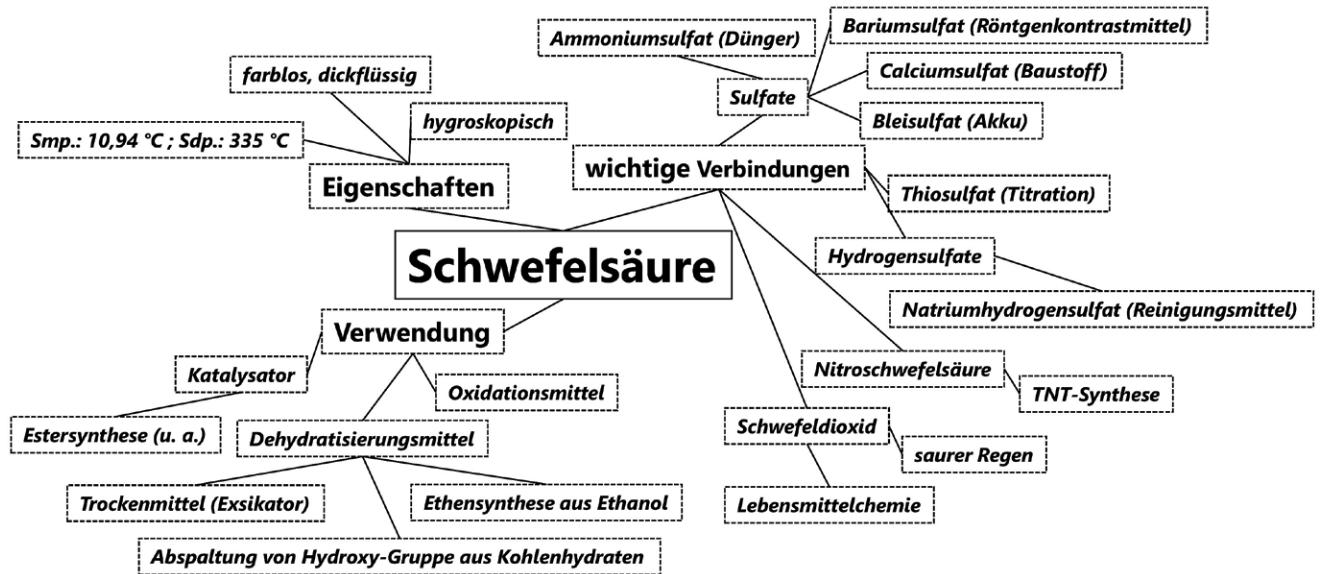 Ammoniumsulfat (Dünger)
Bariumsulfat (Röntgenkontrastmittel)
farblos, dickflüssig
Calciumsulfat (Baustoff)
Sulfate
hygroskopisch
Bleisulfat (Akku)
Smp.: 10,94 °C ; Sdp.: 335 °C
wichtige Verbindungen
Eigenschaften
Thiosulfat (Titration)
Schwefelsäure
Hydrogensulfate
Natriumhydrogensulfat (Reinigungsmittel)
Verwendung
Katalysator
Nitroschwefelsäure
Oxidationsmittel
TNT-Synthese
Estersynthese (u. a.)
Dehydratisierungsmittel
Schwefeldioxid
saurer Regen
Trockenmittel (Exsikator)
Ethensynthese aus Ethanol
Lebensmittelchemie
Abspaltung von Hydroxy-Gruppe aus Kohlenhydraten